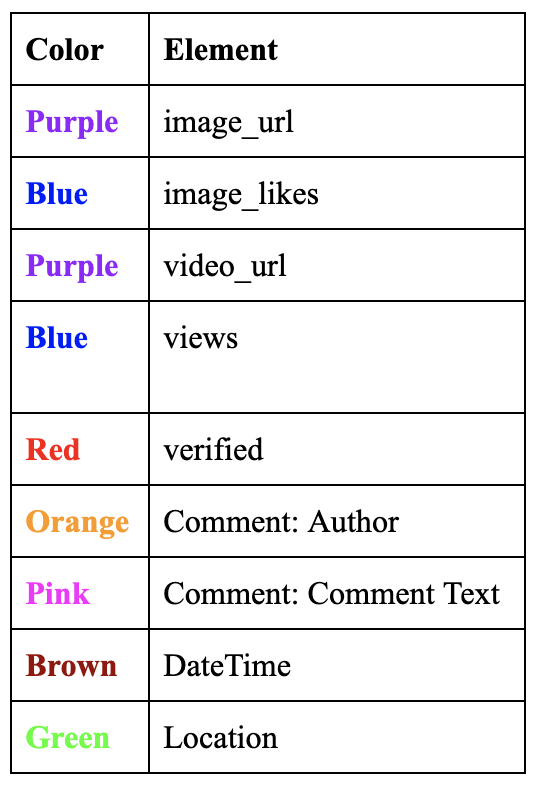 Color Element
Purple image_url
Blue image_likes
Purple video_url
Blue views
Red verified
Orange Comment: Author
Pink Comment: Comment Text
Brown DateTime
Green Location